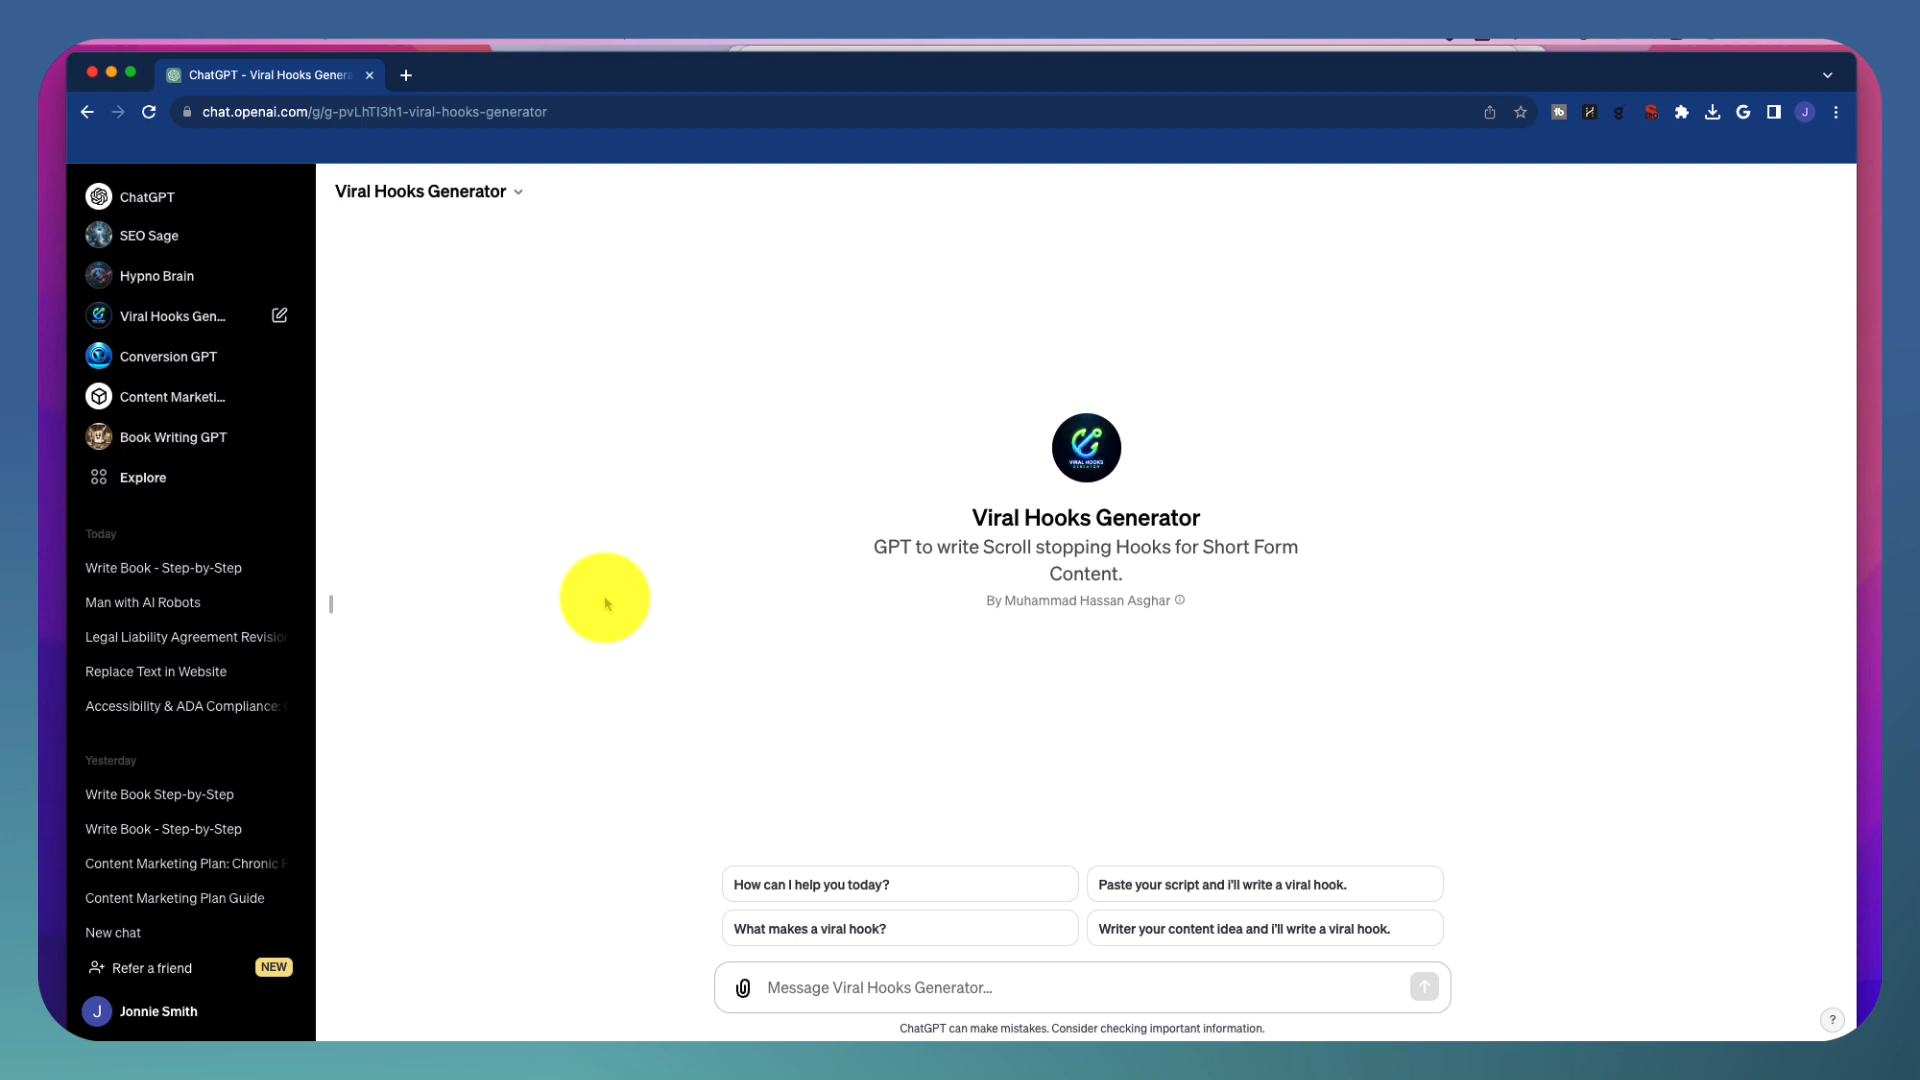 ChatGPT - Viral Hooks Genera
chat.openai.com/g/g-pvLhTI3h1-viral-hooks-generator
ChatGPT
SEO Sage
Hypno Brain
Viral Hooks Gen...
Conversion GPT
Content Marketi...
Book Writing GPT
Explore
Today
Write Book - Step-by-Step
Man with AI Robots
Legal Liability Agreement Revisio
Replace Text in Website
Accessibility & ADA Compliance:
Yesterday
Write Book Step-by-Step
Write Book - Step-by-Step
Content Marketing Plan: Chronic
Content Marketing Plan Guide
New chat
Refer a friend NEW
J Jonnie Smith
Viral Hooks Generator
VIRAL HOOKS
GENERATOR
Viral Hooks Generator
GPT to write Scroll stopping Hooks for Short Form
Content.
By Muhammad Hassan Asghar
How can I help you today?
Paste your script and i'll write a viral hook.
What makes a viral hook?
Writer your content idea and i'll write a viral hook.
Message Viral Hooks Generator...
ChatGPT can make mistakes. Consider checking important information.
?